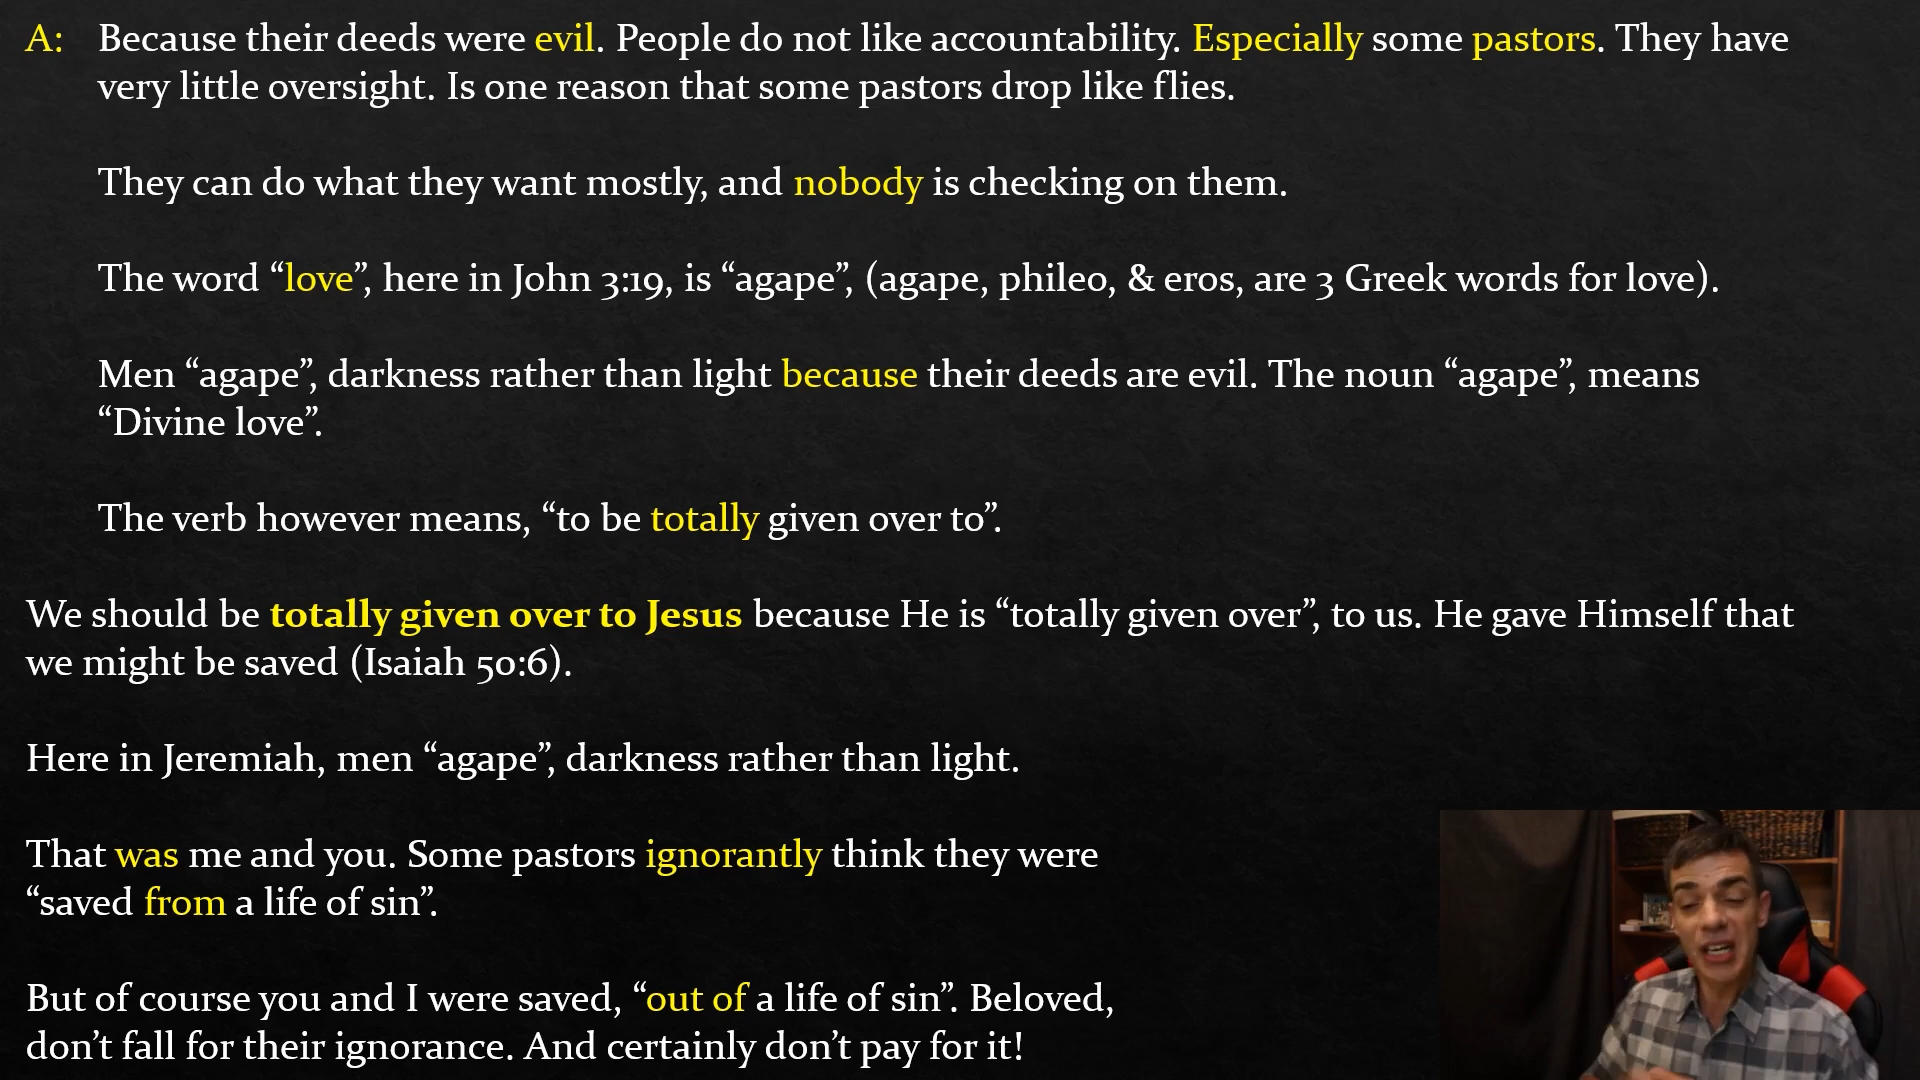 A: Because their deeds were evil. People do not like accountability. Especially some pastors. They have
very little oversight. Is one reason that some pastors drop like flies.
They can do what they want mostly, and nobody is checking on them.
The word “love”, here in John 3:19, is “agape”, (agape, phileo, & eros, are 3 Greek words for love).
Men “agape”, darkness rather than light because their deeds are evil. The noun “agape”, means
“Divine love”.
The verb however means, “to be totally given over to”.
We should be totally given over to Jesus because He is “totally given over”, to us. He gave Himself that
we might be saved (Isaiah 50:6).
Here in Jeremiah, men “agape”, darkness rather than light.
That was me and you. Some pastors ignorantly think they were
“saved from a life of sin”.
But of course you and I were saved, “out of a life of sin”. Beloved,
don’t fall for their ignorance. And certainly don’t pay for it!